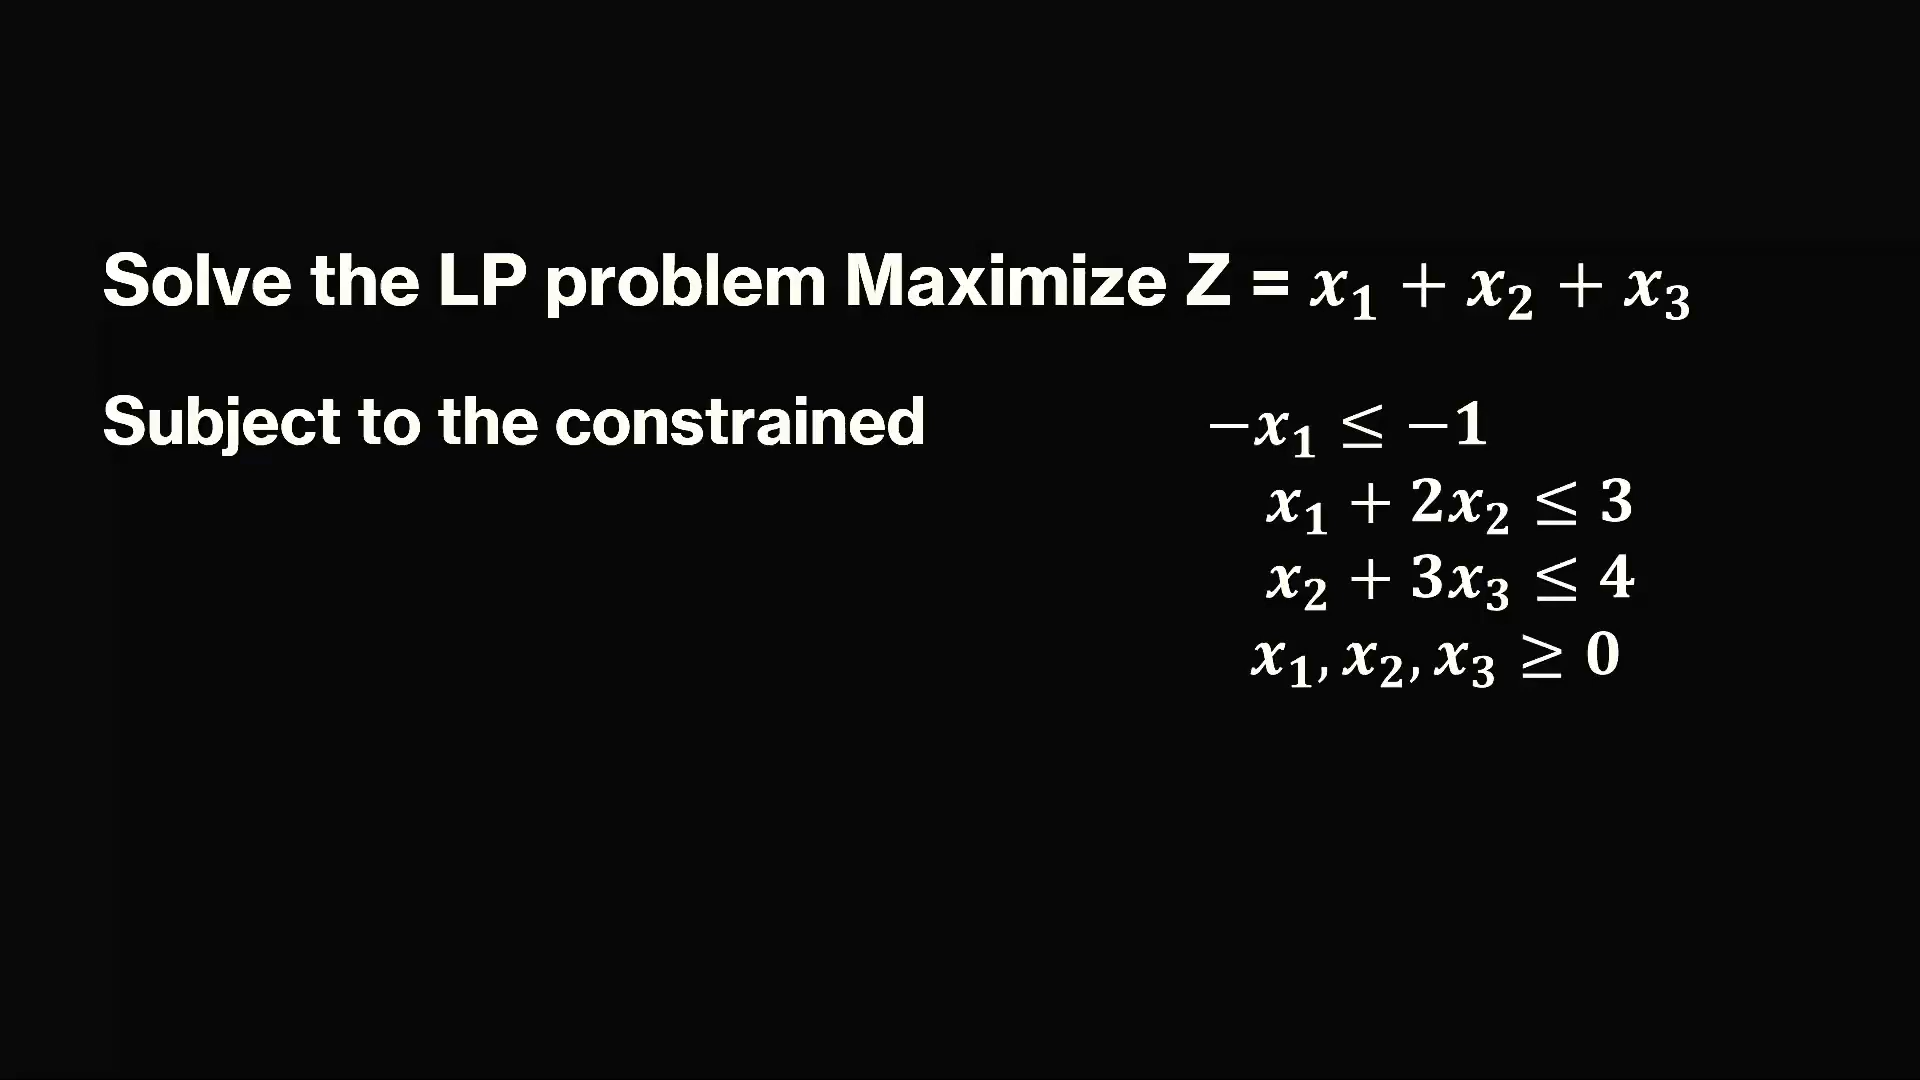 Solve the LP problem Maximize Z = x₁ + x₂ + x₃
Subject to the constrained −x₁ ≤ −1
x₁ + 2x₂ ≤ 3
x₂ + 3x₃ ≤ 4
x₁, x₂, x₃ ≥ 0